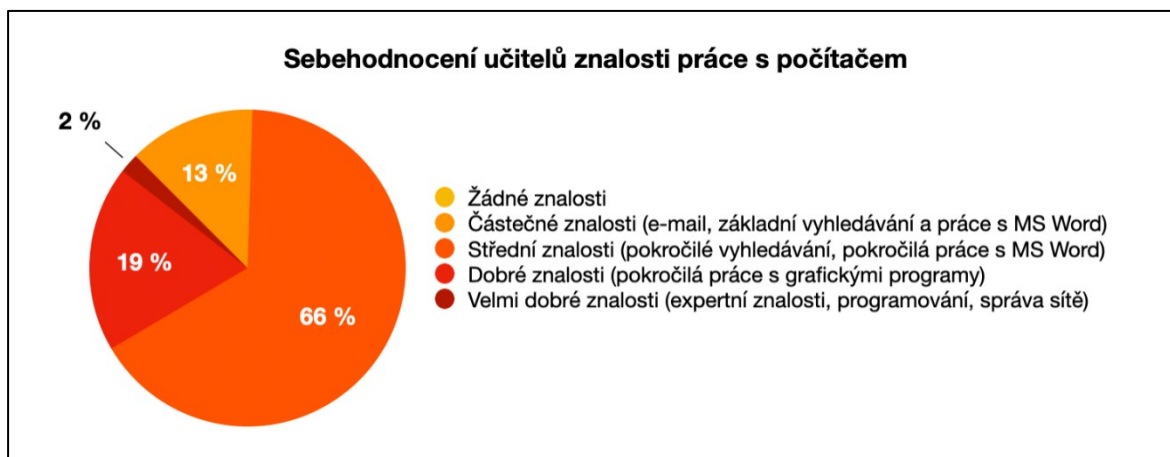 Sebehodnocení učitelů znalosti práce s počítačem
2 %
13 %
19 %
66 %
Žádné znalosti
Částečné znalosti (e-mail, základní vyhledávání a práce s MS Word)
Střední znalosti (pokročilé vyhledávání, pokročilá práce s MS Word)
Dobré znalosti (pokročilá práce s grafickými programy)
Velmi dobré znalosti (expertní znalosti, programování, správa sítě)